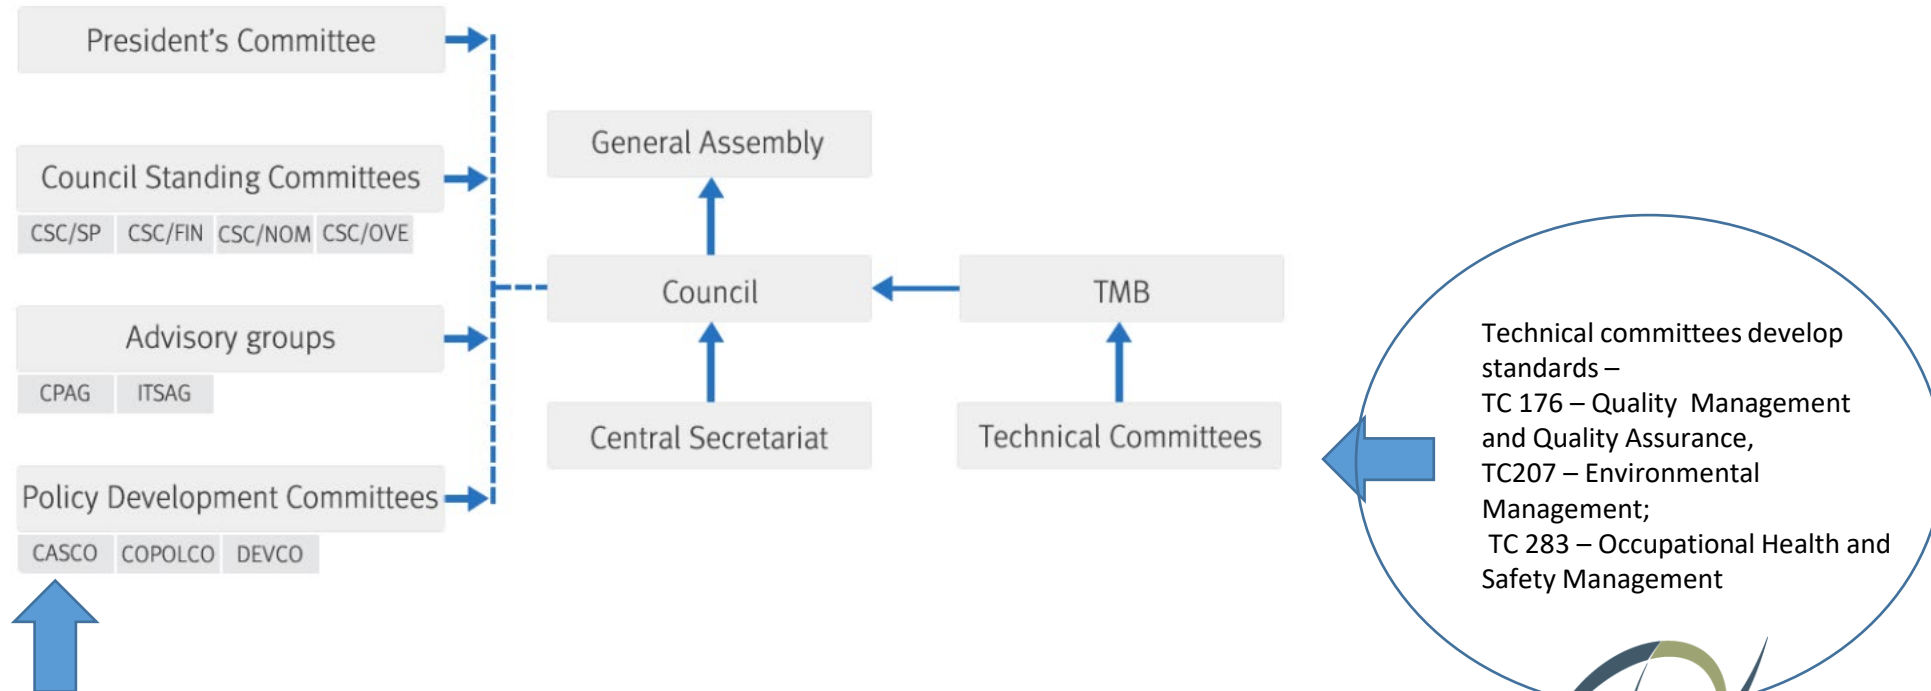 President's Committee
Council Standing Committees
CSC/SP CSC/FIN CSC/NOM CSC/OVE
Advisory groups
CPAG ITSAG
Policy Development Committees
CASCO COPOLCO DEVCO
General Assembly
Council
Central Secretariat
TMB
Technical Committees
Technical committees develop
standards –
TC 176 – Quality Management
and Quality Assurance,
TC207 – Environmental
Management;
TC 283 – Occupational Health and
Safety Management